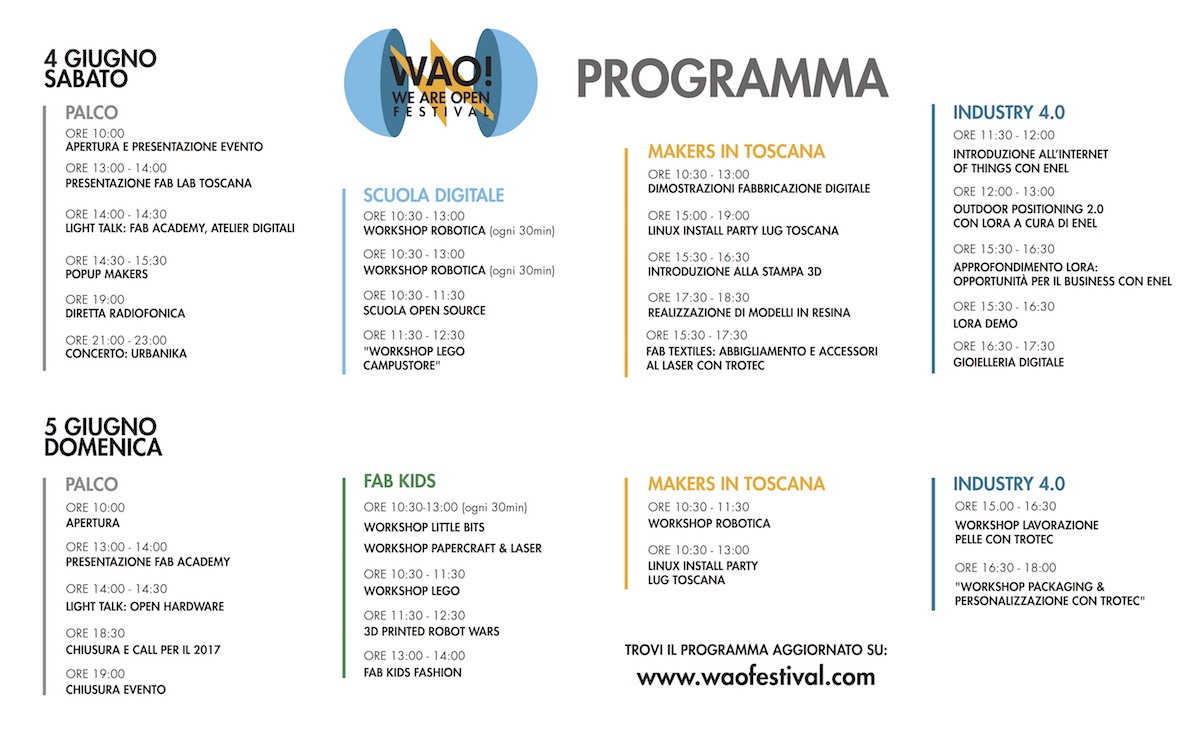 4 GIUGNO
SABATO
WAO!
WE ARE OPEN
FESTIVAL
PROGRAMMA
PALCO
ORE 10:00
APERTURA E PRESENTAZIONE EVENTO
ORE 13:00 - 14:00
PRESENTAZIONE FAB LAB TOSCANA
ORE 14:00 - 14:30
LIGHT TALK: FAB ACADEMY, ATELIER DIGITALI
ORE 14:30 - 15:30
POPUP MAKERS
ORE 19:00
DIRETTA RADIOFONICA
ORE 21:00 - 23:00
CONCERTO: URBANIKA
SCUOLA DIGITALE
ORE 10:30 - 13:00
WORKSHOP ROBOTICA (ogni 30min)
ORE 10:30 - 13:00
WORKSHOP ROBOTICA (ogni 30min)
ORE 10:30 - 11:30
SCUOLA OPEN SOURCE
ORE 11:30 - 12:30
"WORKSHOP LEGO
CAMPUSTORE"
MAKERS IN TOSCANA
ORE 10:30 - 13:00
DIMOSTRAZIONI FABBRICAZIONE DIGITALE
ORE 15:00 - 19:00
LINUX INSTALL PARTY LUG TOSCANA
ORE 15:30 - 16:30
INTRODUZIONE ALLA STAMPA 3D
ORE 17:30 - 18:30
REALIZZAZIONE DI MODELLI IN RESINA
ORE 15:30 - 17:30
FAB TEXTILES: ABBIGLIAMENTO E ACCESSORI
AL LASER CON TROTEC
INDUSTRY 4.0
ORE 11:30 - 12:00
INTRODUZIONE ALL'INTERNET
OF THINGS CON ENEL
ORE 12:00 - 13:00
OUTDOOR POSITIONING 2.0
CON LORA A CURA DI ENEL
ORE 15:30 - 16:30
APPROFONDIMENTO LORA:
OPPORTUNITÀ PER IL BUSINESS CON ENEL
ORE 15:30 - 16:30
LORA DEMO
ORE 16:30 - 17:30
GIOIELLERIA DIGITALE
5 GIUGNO
DOMENICA
PALCO
ORE 10:00
APERTURA
ORE 13:00 - 14:00
PRESENTAZIONE FAB ACADEMY
ORE 14:00 - 14:30
LIGHT TALK: OPEN HARDWARE
ORE 18:30
CHIUSURA E CALL PER IL 2017
ORE 19:00
CHIUSURA EVENTO
FAB KIDS
ORE 10:30-13:00 (ogni 30min)
WORKSHOP LITTLE BITS
WORKSHOP PAPERCRAFT & LASER
ORE 10:30 - 11:30
WORKSHOP LEGO
ORE 11:30 - 12:30
3D PRINTED ROBOT WARS
ORE 13:00 - 14:00
FAB KIDS FASHION
MAKERS IN TOSCANA
ORE 10:30 - 11:30
WORKSHOP ROBOTICA
ORE 10:30 - 13:00
LINUX INSTALL PARTY
LUG TOSCANA
INDUSTRY 4.0
ORE 15.00 - 16:30
WORKSHOP LAVORAZIONE
PELLE CON TROTEC
ORE 16:30 - 18:00
"WORKSHOP PACKAGING &
PERSONALIZZAZIONE CON TROTEC"
TROVI IL PROGRAMMA AGGIORNATO SU:
www.waofestival.com